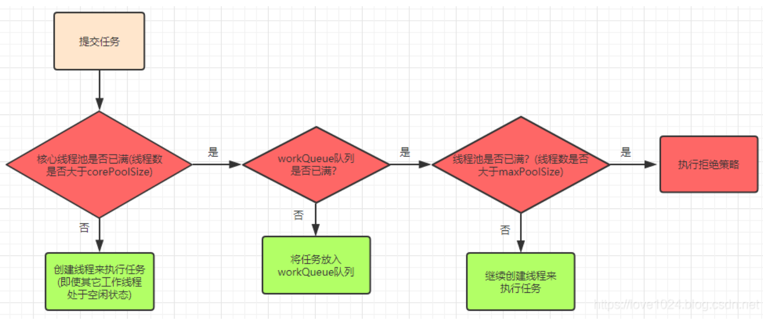 提交任务
核心线程池是否已满(线程数
是否大于corePoolSize)
是
workQueue队列
是否已满?
是
线程池是否已满? (线程数是否
大于maxPoolSize)
是
执行拒绝策略
否
创建线程来执行任务
(即使其它工作线程
处于空闲状态)
否
将任务放入
workQueue队列
否
继续创建线程来
执行任务
https://love1024.blog.csdn.net